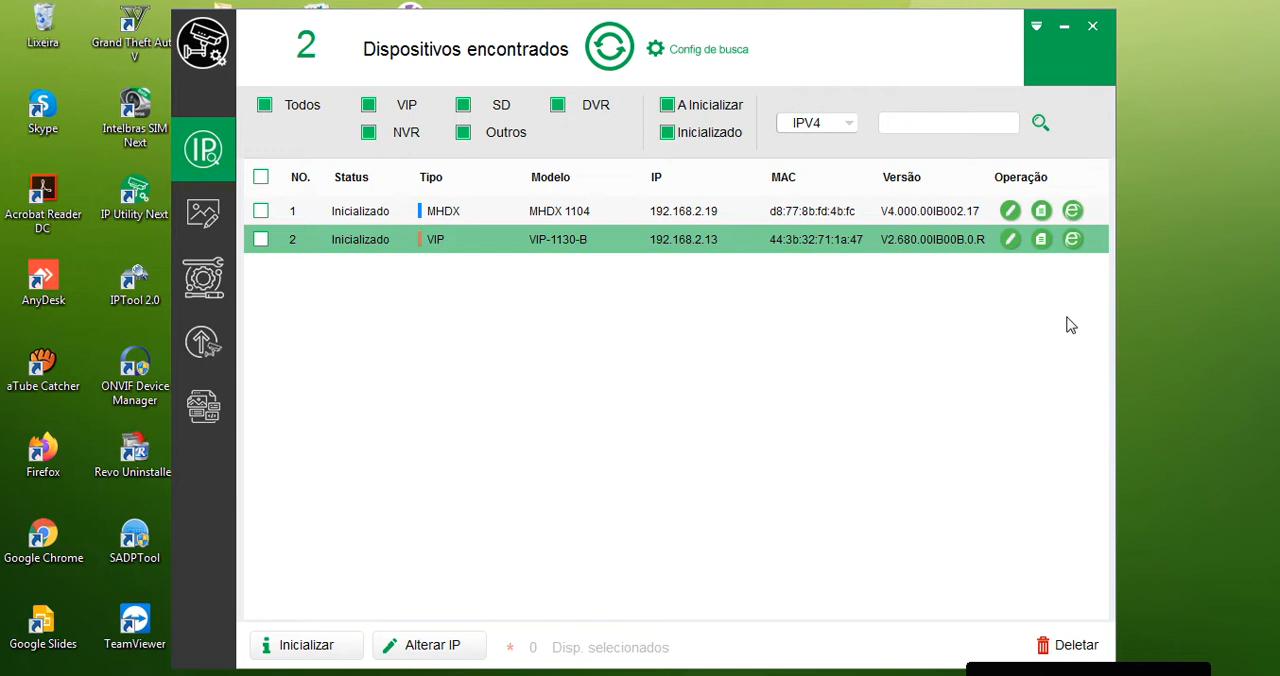 Lixeira
Grand Theft Aut
V
Skype
Intelbras SIM
Next
Acrobat Reader
DC
IP Utility Next
AnyDesk
IPTool 2.0
aTube Catcher
ONVIF Device
Manager
Firefox
Revo Uninstalle
Google Chrome
SADPTool
Google Slides
TeamViewer
2
Dispositivos encontrados
Config de busca
Todos
VIP
SD
DVR
A Inicializar
NVR
Outros
Inicializado
IPV4
IP
NO. Status Tipo Modelo IP MAC Versão Operação
1 Inicializado MHDX MHDX 1104 192.168.2.19 d8:77:8b:fd:4b:fc V4.000.00IB002.17
2 Inicializado VIP VIP-1130-B 192.168.2.13 44:3b:32:71:1a:47 V2.680.00IB00B.0.R
Inicializar
Alterar IP
* 0 Disp. selecionados
Deletar